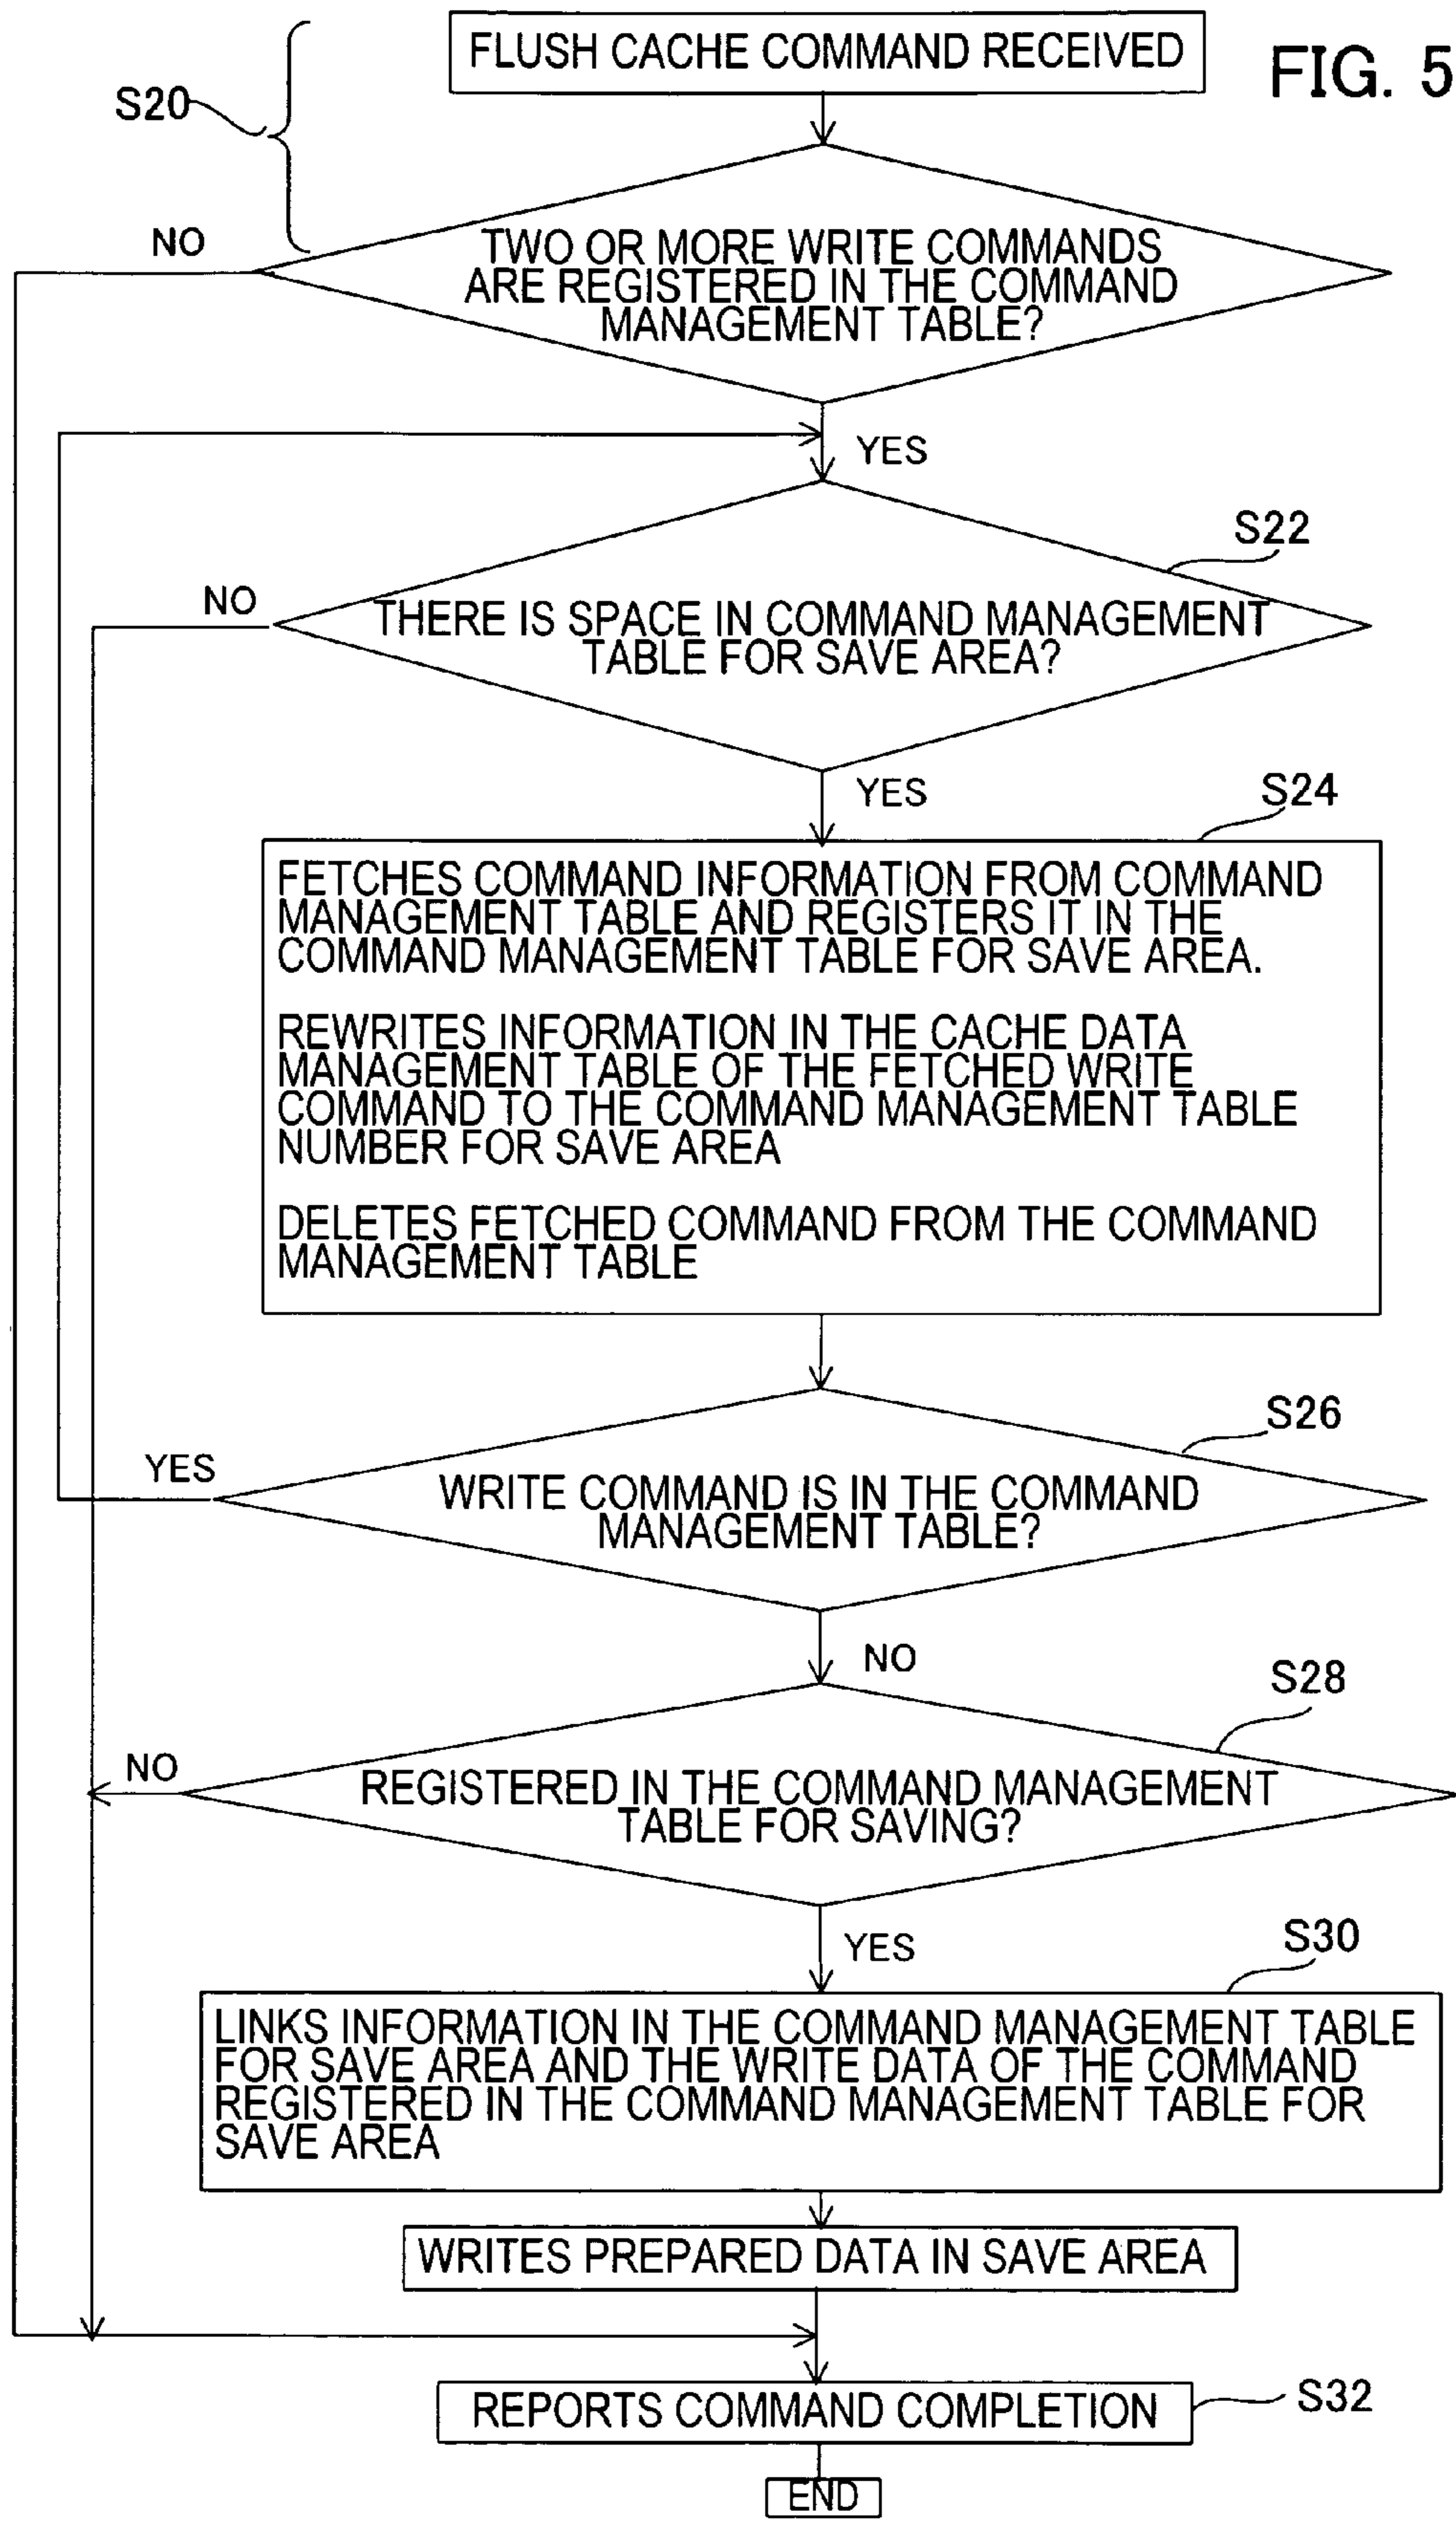 FLUSH CACHE COMMAND RECEIVED
FIG. 5
S20
NO
TWO OR MORE WRITE COMMANDS
ARE REGISTERED IN THE COMMAND
MANAGEMENT TABLE?
YES
S22
NO
THERE IS SPACE IN COMMAND MANAGEMENT
TABLE FOR SAVE AREA?
YES
S24
FETCHES COMMAND INFORMATION FROM COMMAND
MANAGEMENT TABLE AND REGISTERS IT IN THE
COMMAND MANAGEMENT TABLE FOR SAVE AREA.
REWRITES INFORMATION IN THE CACHE DATA
MANAGEMENT TABLE OF THE FETCHED WRITE
COMMAND TO THE COMMAND MANAGEMENT TABLE
NUMBER FOR SAVE AREA
DELETES FETCHED COMMAND FROM THE COMMAND
MANAGEMENT TABLE
S26
YES
WRITE COMMAND IS IN THE COMMAND
MANAGEMENT TABLE?
NO
S28
NO
REGISTERED IN THE COMMAND MANAGEMENT
TABLE FOR SAVING?
YES
S30
LINKS INFORMATION IN THE COMMAND MANAGEMENT TABLE
FOR SAVE AREA AND THE WRITE DATA OF THE COMMAND
REGISTERED IN THE COMMAND MANAGEMENT TABLE FOR
SAVE AREA
WRITES PREPARED DATA IN SAVE AREA
REPORTS COMMAND COMPLETION
S32
END